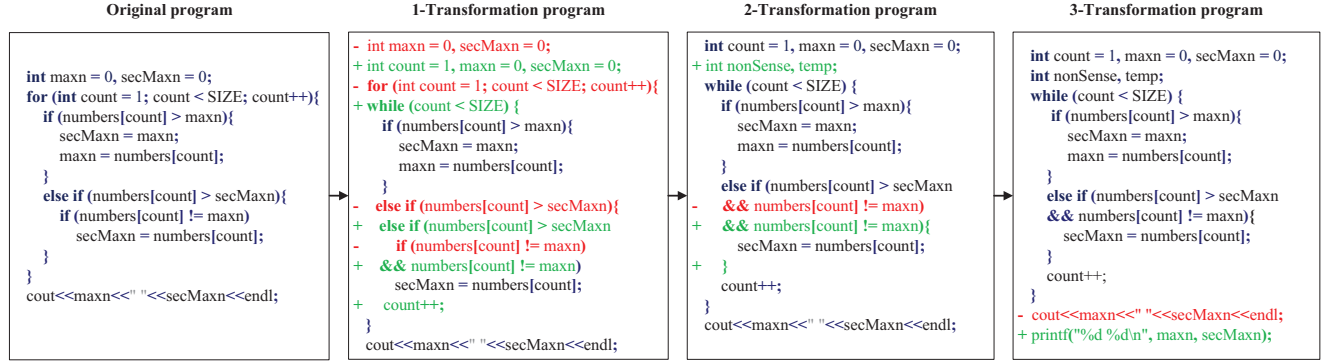 Original program
int maxn = 0, secMaxn = 0;
for (int count = 1; count < SIZE; count++){
if (numbers[count] > maxn){
secMaxn = maxn;
maxn = numbers[count];
}
else if (numbers[count] > secMaxn){
if (numbers[count] != maxn)
secMaxn = numbers[count];
}
}
cout<<maxn<<" "<<secMaxn<<endl;
1-Transformation program
- int maxn = 0, secMaxn = 0;
+ int count = 1, maxn = 0, secMaxn = 0;
- for (int count = 1; count < SIZE; count++){
+ while (count < SIZE) {
if (numbers[count] > maxn){
secMaxn = maxn;
maxn = numbers[count];
}
- else if (numbers[count] > secMaxn){
+ else if (numbers[count] > secMaxn
- if (numbers[count] != maxn)
+ && numbers[count] != maxn)
secMaxn = numbers[count];
+ count++;
}
cout<<maxn<<" "<<secMaxn<<endl;
2-Transformation program
int count = 1, maxn = 0, secMaxn = 0;
+ int nonSense, temp;
while (count < SIZE) {
if (numbers[count] > maxn){
secMaxn = maxn;
maxn = numbers[count];
}
else if (numbers[count] > secMaxn
- && numbers[count] != maxn)
+ && numbers[count] != maxn){
secMaxn = numbers[count];
+ }
count++;
}
cout<<maxn<<" "<<secMaxn<<endl;
3-Transformation program
int count = 1, maxn = 0, secMaxn = 0;
int nonSense, temp;
while (count < SIZE) {
if (numbers[count] > maxn){
secMaxn = maxn;
maxn = numbers[count];
}
else if (numbers[count] > secMaxn
&& numbers[count] != maxn){
secMaxn = numbers[count];
}
count++;
}
- cout<<maxn<<" "<<secMaxn<<endl;
+ printf("%d %d\n", maxn, secMaxn);